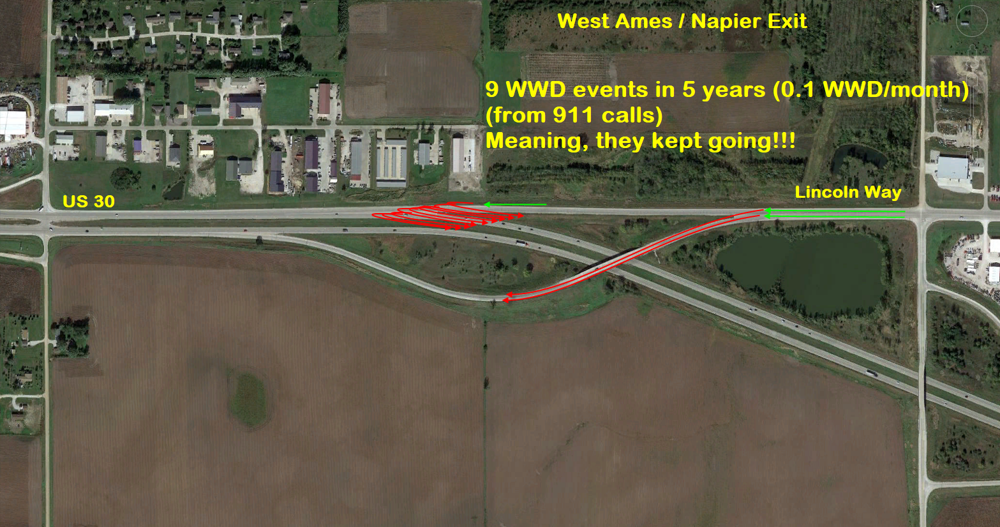 West Ames / Napier Exit
9 WWD events in 5 years (0.1 WWD/month)
(from 911 calls)
Meaning, they kept going!!!
US 30
Lincoln Way